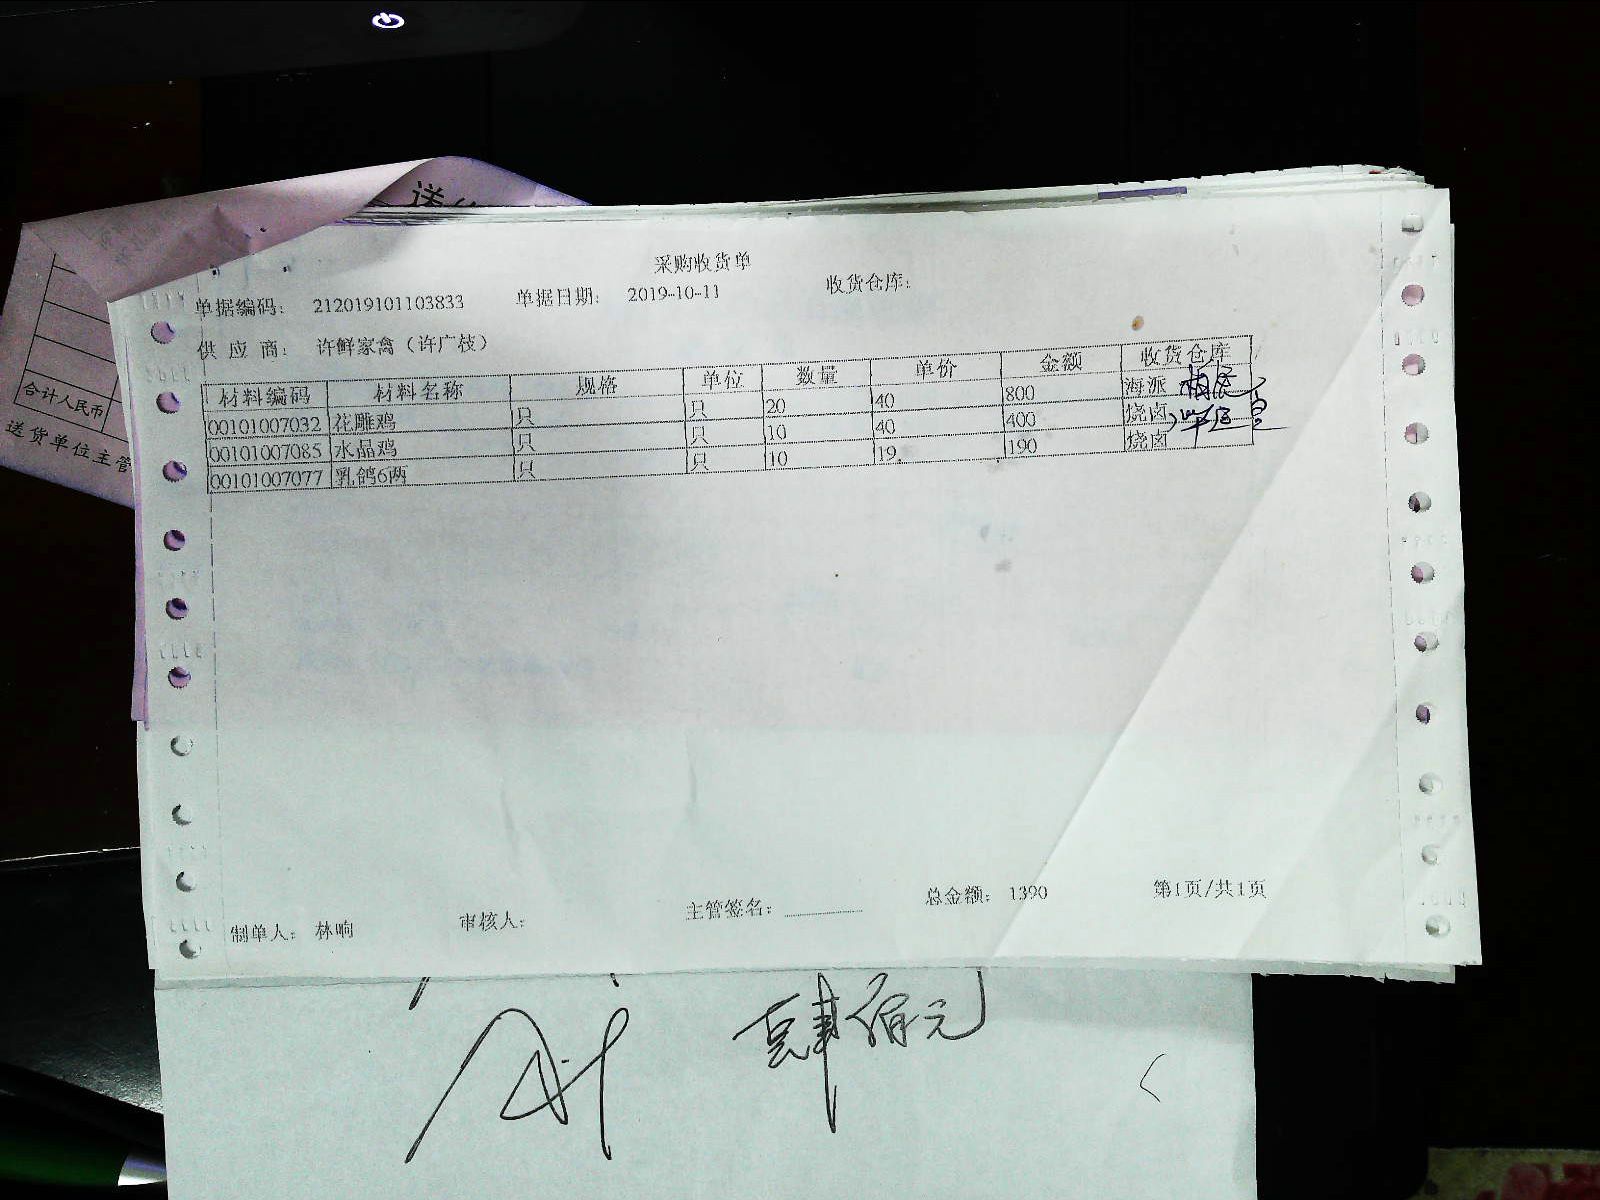 送货
采购收货单
单据编码： 212019101103833 单据日期： 2019-10-11 收货仓库：
供 应 商： 许鲜家禽（许广枝）
材料编码 材料名称 规格 单位 数量 单价 金额 收货仓库
00101007032 花雕鸡 只 只 20 40 800 海派
00101007085 水晶鸡 只 只 10 40 400 烧卤
00101007077 乳鸽6两 只 只 10 19 190 烧卤
合计人民币
送货单位主管
制单人： 林响 审核人： 主管签名： 总金额： 1390 第1页/共1页
肆佰元